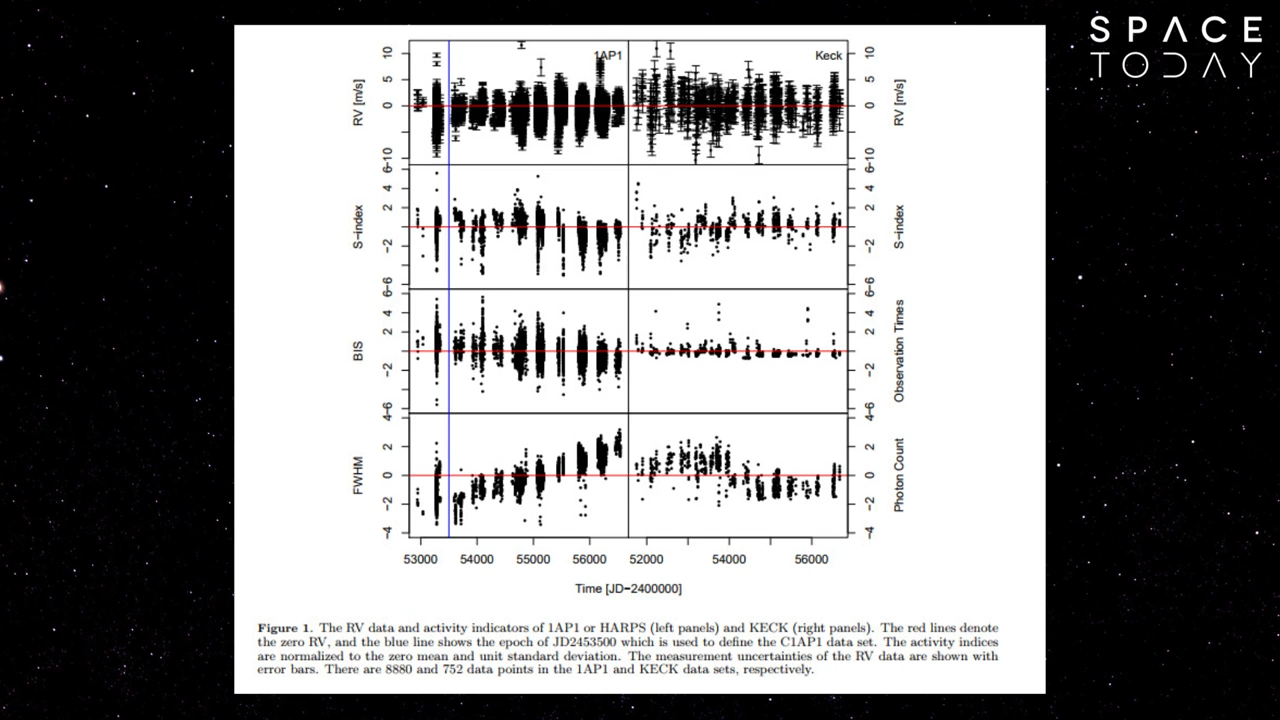 SPACE
TODAY
1AP1
Keck
RV [m/s]
10
5
0
-10
10
5
0
-10
RV [m/s]
S-index
6
4
2
0
-2
-6
6
4
2
0
-2
-6
S-index
BIS
6
4
2
0
-2
-6
6
4
2
0
-2
-6
Observation Times
FWHM
4
2
0
-2
-4
4
2
0
-2
-4
Photon Count
53000 54000 55000 56000 52000 54000 56000
Time [JD-2400000]
Figure 1. The RV data and activity indicators of 1AP1 or HARPS (left panels) and KECK (right panels). The red lines denote
the zero RV, and the blue line shows the epoch of JD2453500 which is used to define the C1AP1 data set. The activity indices
are normalized to the zero mean and unit standard deviation. The measurement uncertainties of the RV data are shown with
error bars. There are 8880 and 752 data points in the 1AP1 and KECK data sets, respectively.